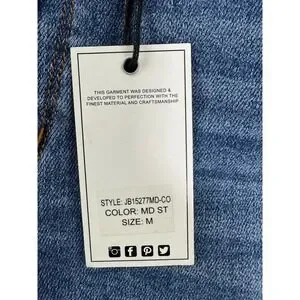 THIS GARMENT WAS DESIGNED &
DEVELOPED TO PERFECTION WITH THE
FINEST MATERIAL AND CRAFTSMANSHIP
STYLE: JB15277MD-CO
COLOR: MD ST
SIZE: M